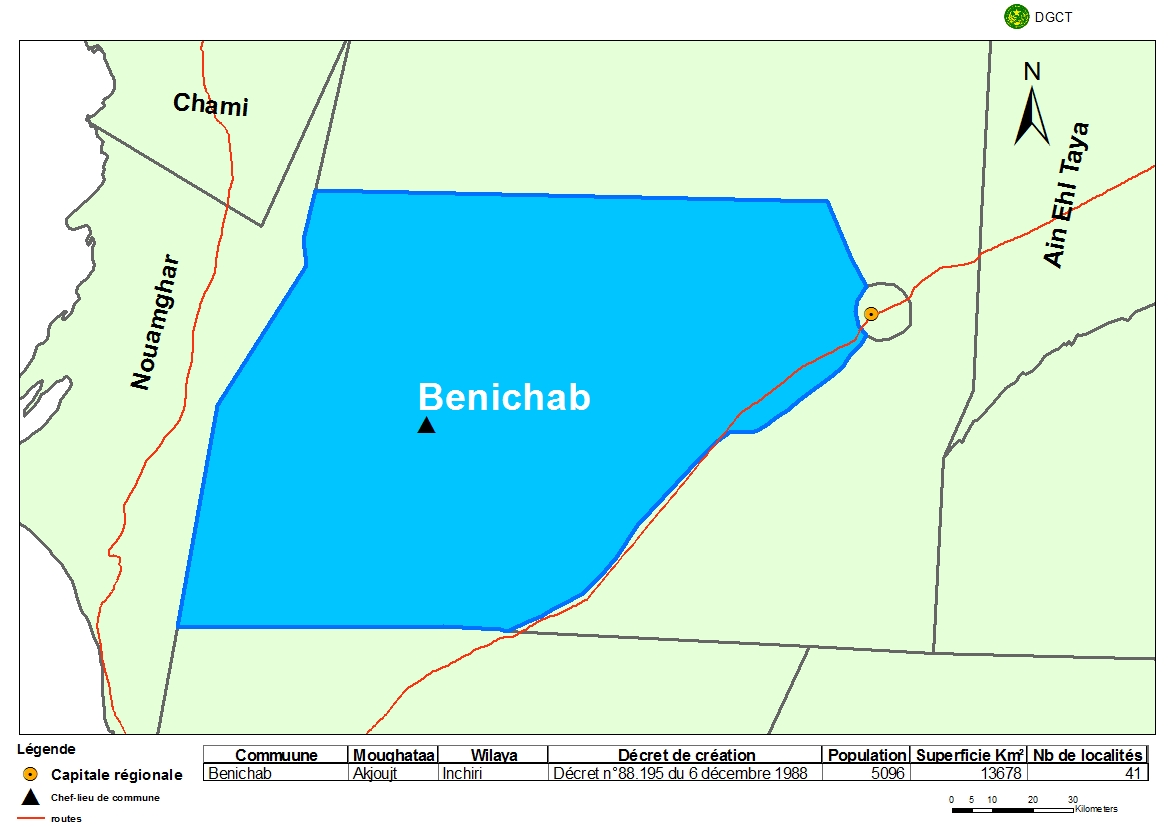 DGCT
N
Chami
Ain Ehl Taya
Nouamghar
Benichab
Légende
Capitale régionale
Chef-lieu de commune
routes
Commuune Moughataa Wilaya Décret de création Population Superficie Km² Nb de localités
Benichab Akjoujt Inchiri Décret n°88.195 du 6 décembre 1988 5096 13678 41
0 5 10 20 30
Kilometers